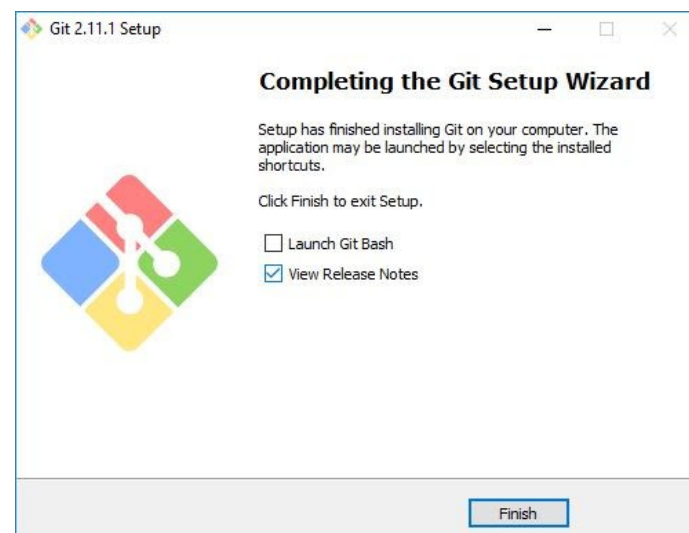 Git 2.11.1 Setup
Completing the Git Setup Wizard
Setup has finished installing Git on your computer. The
application may be launched by selecting the installed
shortcuts.
Click Finish to exit Setup.
Launch Git Bash
View Release Notes
Finish